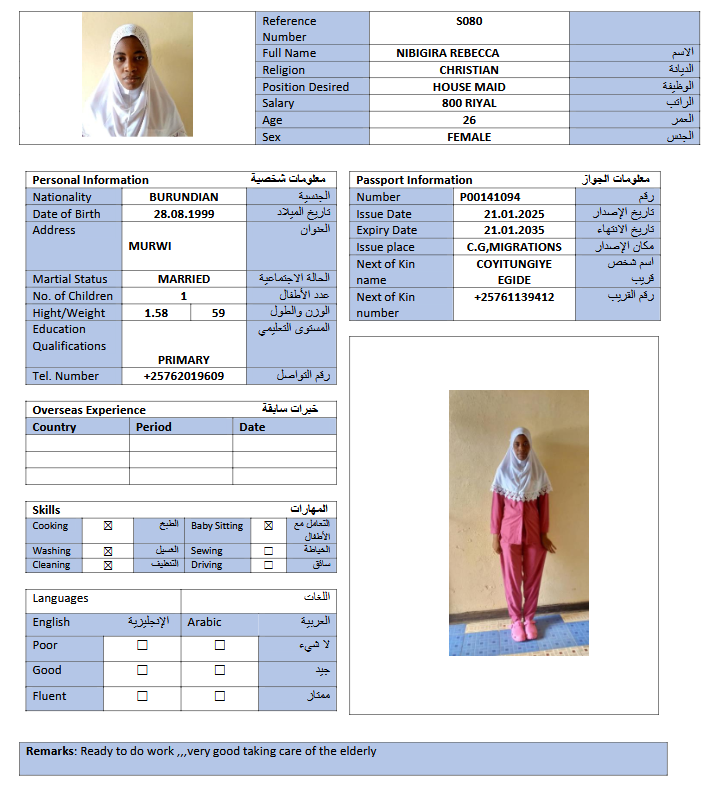 Reference Number S080
Full Name NIBIGIRA REBECCA الاسم
Religion CHRISTIAN الديانة
Position Desired HOUSE MAID الوظيفة
Salary 800 RIYAL الراتب
Age 26 العمر
Sex FEMALE الجنس
Personal Information معلومات شخصية
Nationality BURUNDIAN الجنسية
Date of Birth 28.08.1999 تاريخ الميلاد
Address MURWI العنوان
Martial Status MARRIED الحالة الاجتماعية
No. of Children 1 عدد الأطفال
Hight/Weight 1.58 59 الوزن والطول
Education Qualifications PRIMARY المستوى التعليمي
Tel. Number +25762019609 رقم التواصل
Passport Information معلومات الجواز
Number P00141094 رقم
Issue Date 21.01.2025 تاريخ الإصدار
Expiry Date 21.01.2035 تاريخ الانتهاء
Issue place C.G,MIGRATIONS مكان الإصدار
Next of Kin name COYITUNGIYE EGIDE اسم شخص قريب
Next of Kin number +25761139412 رقم القريب
Overseas Experience خبرات سابقة
Country Period Date
Skills المهارات
Cooking ☒ الطبخ Baby Sitting ☒ التعامل مع الأطفال
Washing ☒ الغسيل Sewing ☐ الخياطة
Cleaning ☒ التنظيف Driving ☐ سائق
Languages اللغات
English الإنجليزية Arabic العربية
Poor ☐ ☐ لا شيء
Good ☐ ☐ جيد
Fluent ☐ ☐ ممتاز
Remarks: Ready to do work ,,,very good taking care of the elderly